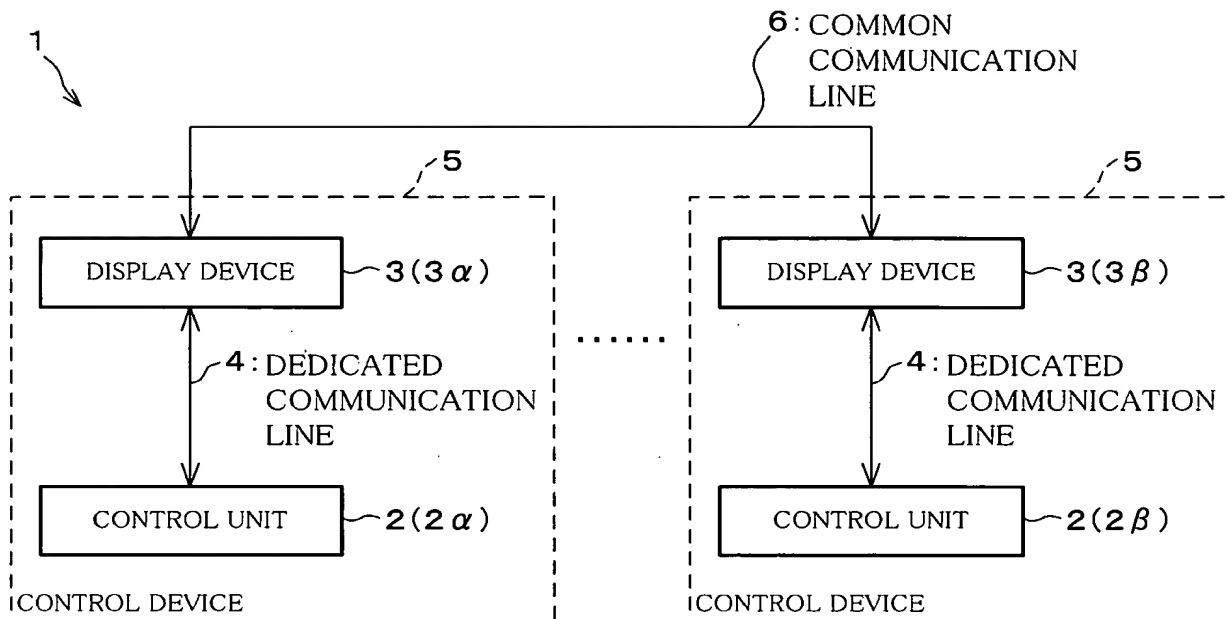 1
6: COMMON
COMMUNICATION
LINE
5
5
DISPLAY DEVICE
3(3α)
DISPLAY DEVICE
3(3β)
......
4: DEDICATED
COMMUNICATION
LINE
4: DEDICATED
COMMUNICATION
LINE
CONTROL UNIT
2(2α)
CONTROL UNIT
2(2β)
CONTROL DEVICE
CONTROL DEVICE